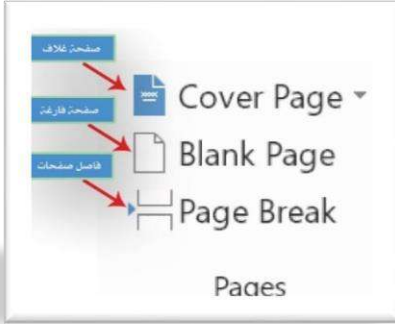 صفحة غلاف
Cover Page
صفحة فارغة
Blank Page
فاصل صفحات
Page Break
Pages